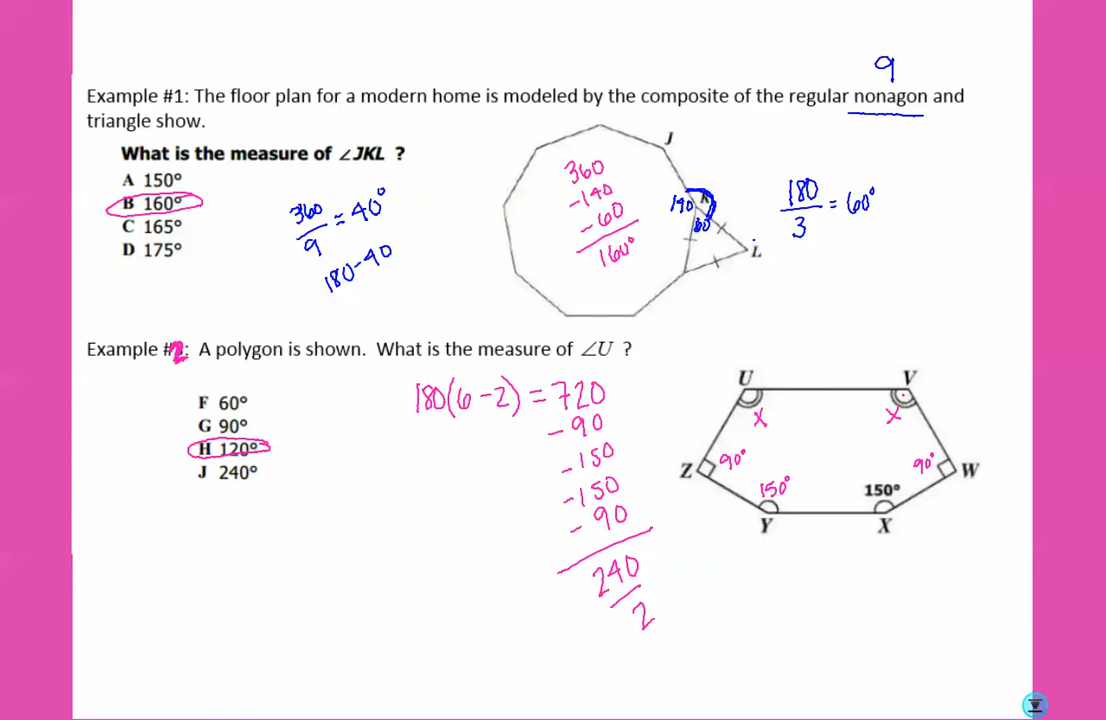 9
Example #1: The floor plan for a modern home is modeled by the composite of the regular nonagon and
triangle show.
What is the measure of ∠JKL ?
A 150°
B 160°
C 165°
D 175°
360
9
= 40°
180-40
360
-140
-60
160°
J
140
K
60
L
180
3
= 60°
Example #2: A polygon is shown. What is the measure of ∠U ?
F 60°
G 90°
H 120°
J 240°
180(6-2) = 720
- 90
-150
-150
- 90
240
2
U
V
x
x
Z
90°
90°
W
150°
150°
Y
X